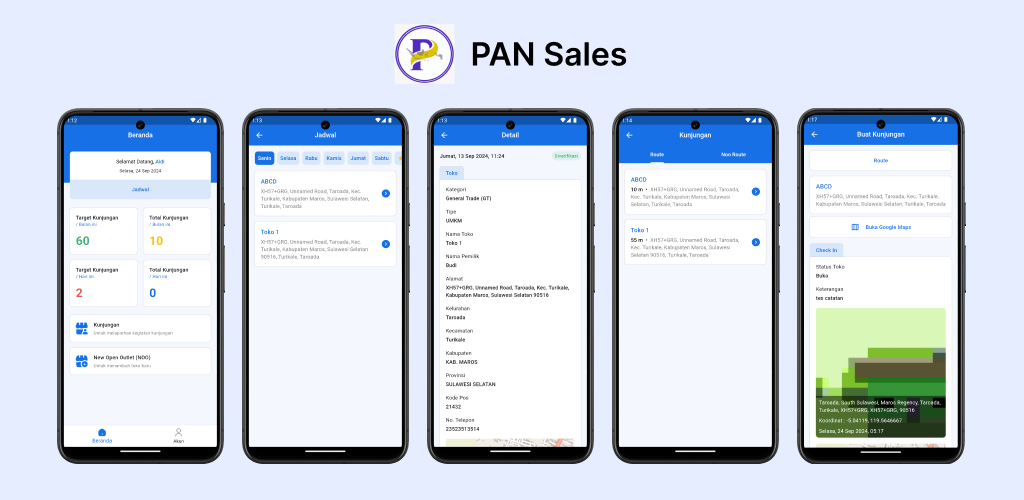 PAN Sales
1:12
Beranda
Selamat Datang, Aldi
Selasa, 24 Sep 2024
Jadwal
Target Kunjungan
/ Bulan ini
60
Total Kunjungan
/ Bulan ini
10
Target Kunjungan
/ Hari ini
2
Total Kunjungan
/ Hari ini
0
Kunjungan
Untuk melaporkan kegiatan kunjungan
New Open Outlet (NOO)
Untuk menambah toko baru
Beranda
Akun
1:13
Jadwal
Senin
Selasa
Rabu
Kamis
Jumat
Sabtu
ABCD
XH57+GRG, Unnamed Road, Taroada, Kec.
Turikale, Kabupaten Maros, Sulawesi Selatan,
Turikale, Taroada
Toko 1
XH57+GRG, Unnamed Road, Taroada, Kec.
Turikale, Kabupaten Maros, Sulawesi Selatan
90516, Turikale, Taroada
1:13
Detail
Jumat, 13 Sep 2024, 11:24
Diverifikasi
Toko
Kategori
General Trade (GT)
Tipe
UMKM
Nama Toko
Toko 1
Nama Pemilik
Budi
Alamat
XH57+GRG, Unnamed Road, Taroada, Kec. Turikale,
Kabupaten Maros, Sulawesi Selatan 90516
Kelurahan
Taroada
Kecamatan
Turikale
Kabupaten
KAB. MAROS
Provinsi
SULAWESI SELATAN
Kode Pos
21432
No. Telepon
23523513514
1:14
Kunjungan
Route
Non Route
ABCD
10 m • XH57+GRG, Unnamed Road, Taroada,
Kec. Turikale, Kabupaten Maros, Sulawesi
Selatan, Turikale, Taroada
Toko 1
55 m • XH57+GRG, Unnamed Road, Taroada,
Kec. Turikale, Kabupaten Maros, Sulawesi
Selatan 90516, Turikale, Taroada
1:17
Buat Kunjungan
Route
ABCD
XH57+GRG, Unnamed Road, Taroada, Kec. Turikale,
Kabupaten Maros, Sulawesi Selatan, Turikale, Taroada
Buka Google Maps
Check In
Status Toko
Buka
Keterangan
tes catatan
Taroada, South Sulawesi, Maros Regency, Taroada,
Turikale, XH57+GRG, XH57+GRG, 90516
Koordinat : -5.04119, 119.5646667
Selasa, 24 Sep 2024, 05:17